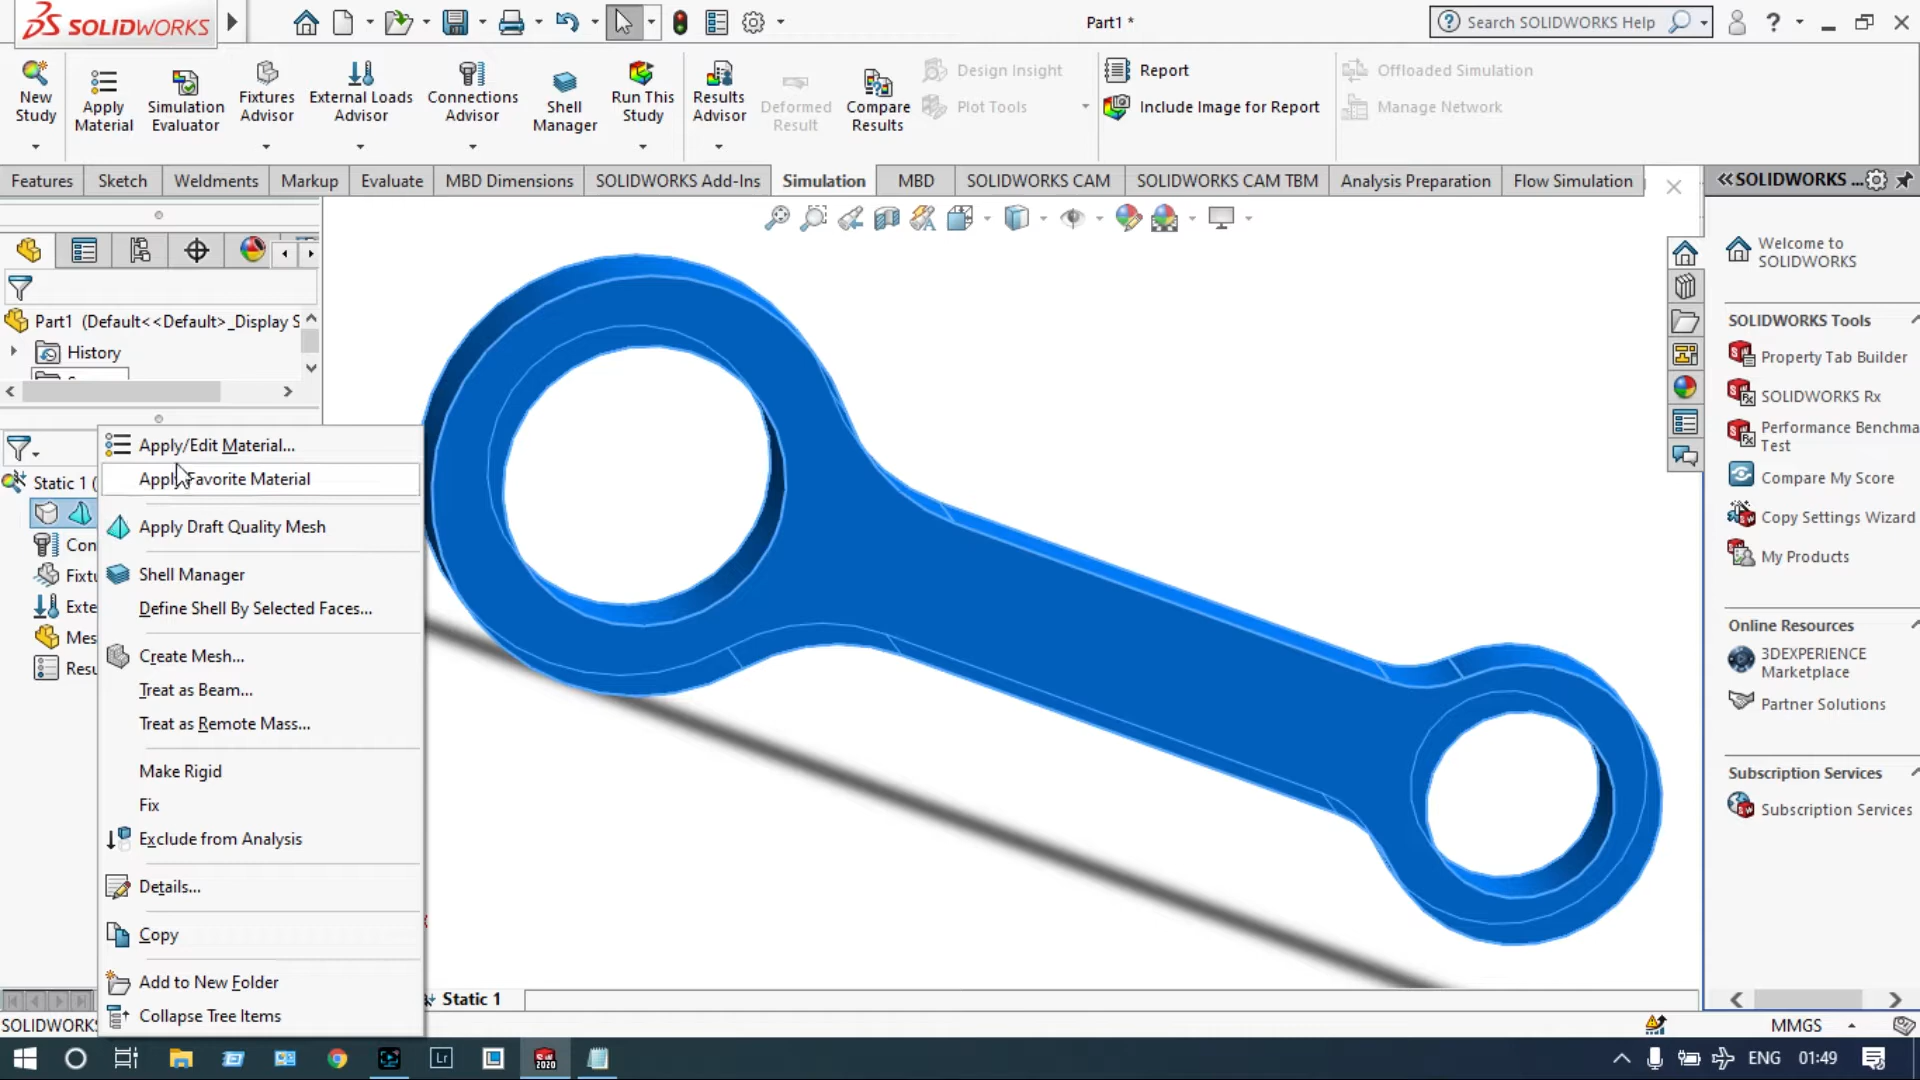 SOLIDWORKS
Part1 *
Search SOLIDWORKS Help
New Study
Apply Material
Simulation Evaluator
Fixtures Advisor
External Loads Advisor
Connections Advisor
Shell Manager
Run This Study
Results Advisor
Deformed Result
Compare Results
Design Insight
Plot Tools
Report
Include Image for Report
Offloaded Simulation
Manage Network
Features
Sketch
Weldments
Markup
Evaluate
MBD Dimensions
SOLIDWORKS Add-Ins
Simulation
MBD
SOLIDWORKS CAM
SOLIDWORKS CAM TBM
Analysis Preparation
Flow Simulation
SOLIDWORKS ...
Part1 (Default<<Default>_Display S
History
Static 1 (
Con
Fixtu
Exte
Mes
Resu
Apply/Edit Material...
Apply Favorite Material
Apply Draft Quality Mesh
Shell Manager
Define Shell By Selected Faces...
Create Mesh...
Treat as Beam...
Treat as Remote Mass...
Make Rigid
Fix
Exclude from Analysis
Details...
Copy
Add to New Folder
Collapse Tree Items
Welcome to
SOLIDWORKS
SOLIDWORKS Tools
Property Tab Builder
SOLIDWORKS Rx
Performance Benchma
Test
Compare My Score
Copy Settings Wizard
My Products
Online Resources
3DEXPERIENCE
Marketplace
Partner Solutions
Subscription Services
Subscription Services
Static 1
SOLIDWORKS
MMGS
Lr
SW
2020
ENG
01:49